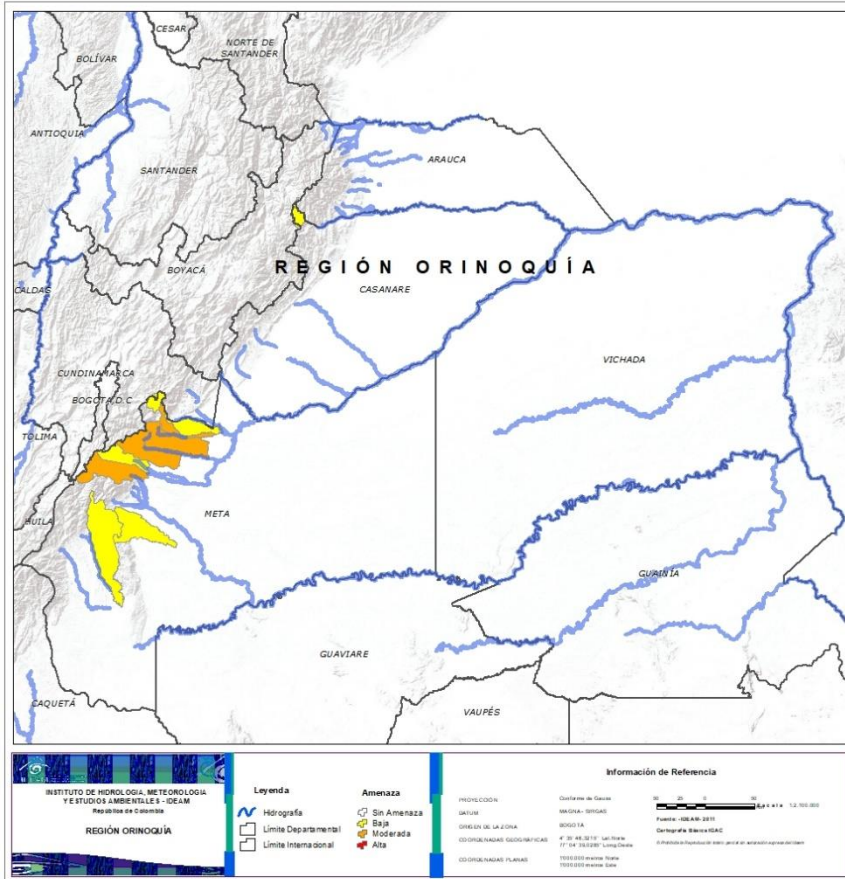 CESAR
NORTE DE
SANTANDER
BOLÍVAR
ANTIOQUIA
ARAUCA
SANTANDER
REGIÓN ORINOQUÍA
BOYACÁ
CASANARE
CALDAS
VICHADA
CUNDINAMARCA
BOGOTÁ, D.C
TOLIMA
META
HUILA
GUAINÍA
GUAVIARE
CAQUETÁ
VAUPÉS
INSTITUTO DE HIDROLOGIA, METEOROLOGIA
Y ESTUDIOS AMBIENTALES - IDEAM
República de Colombia
REGIÓN ORINOQUÍA
Leyenda
Hidrografía
Límite Departamental
Límite Internacional
Amenaza
Sin Amenaza
Baja
Moderada
Alta
Información de Referencia
PROYECCION
Conforme de Gauss
DATUM
MAGNA-SIRGAS
ORIGEN DE LA ZONA
BOGOTA
COORDENADAS GEOGRAFICAS
COORDENADAS PLANAS
Escala
Fuente: -IDEAM- 2011
Cartografía Básica IGAC